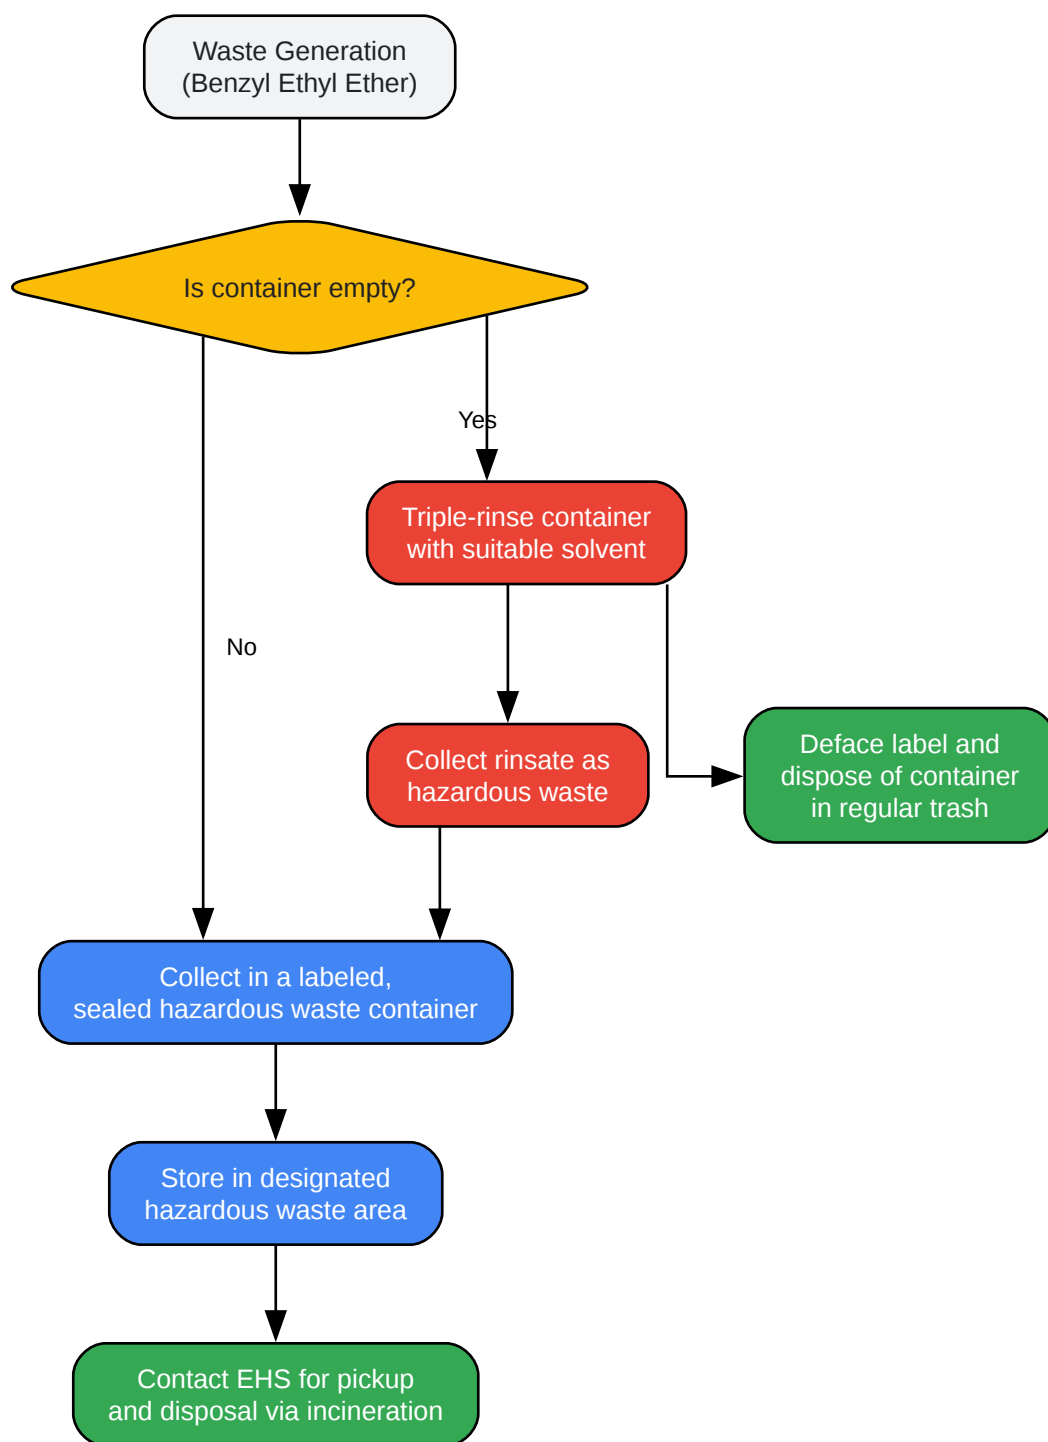 Waste Generation
(Benzyl Ethyl Ether)
Is container empty?
Yes
Triple-rinse container
with suitable solvent
No
Collect rinsate as
hazardous waste
Deface label and
dispose of container
in regular trash
Collect in a labeled,
sealed hazardous waste container
Store in designated
hazardous waste area
Contact EHS for pickup
and disposal via incineration